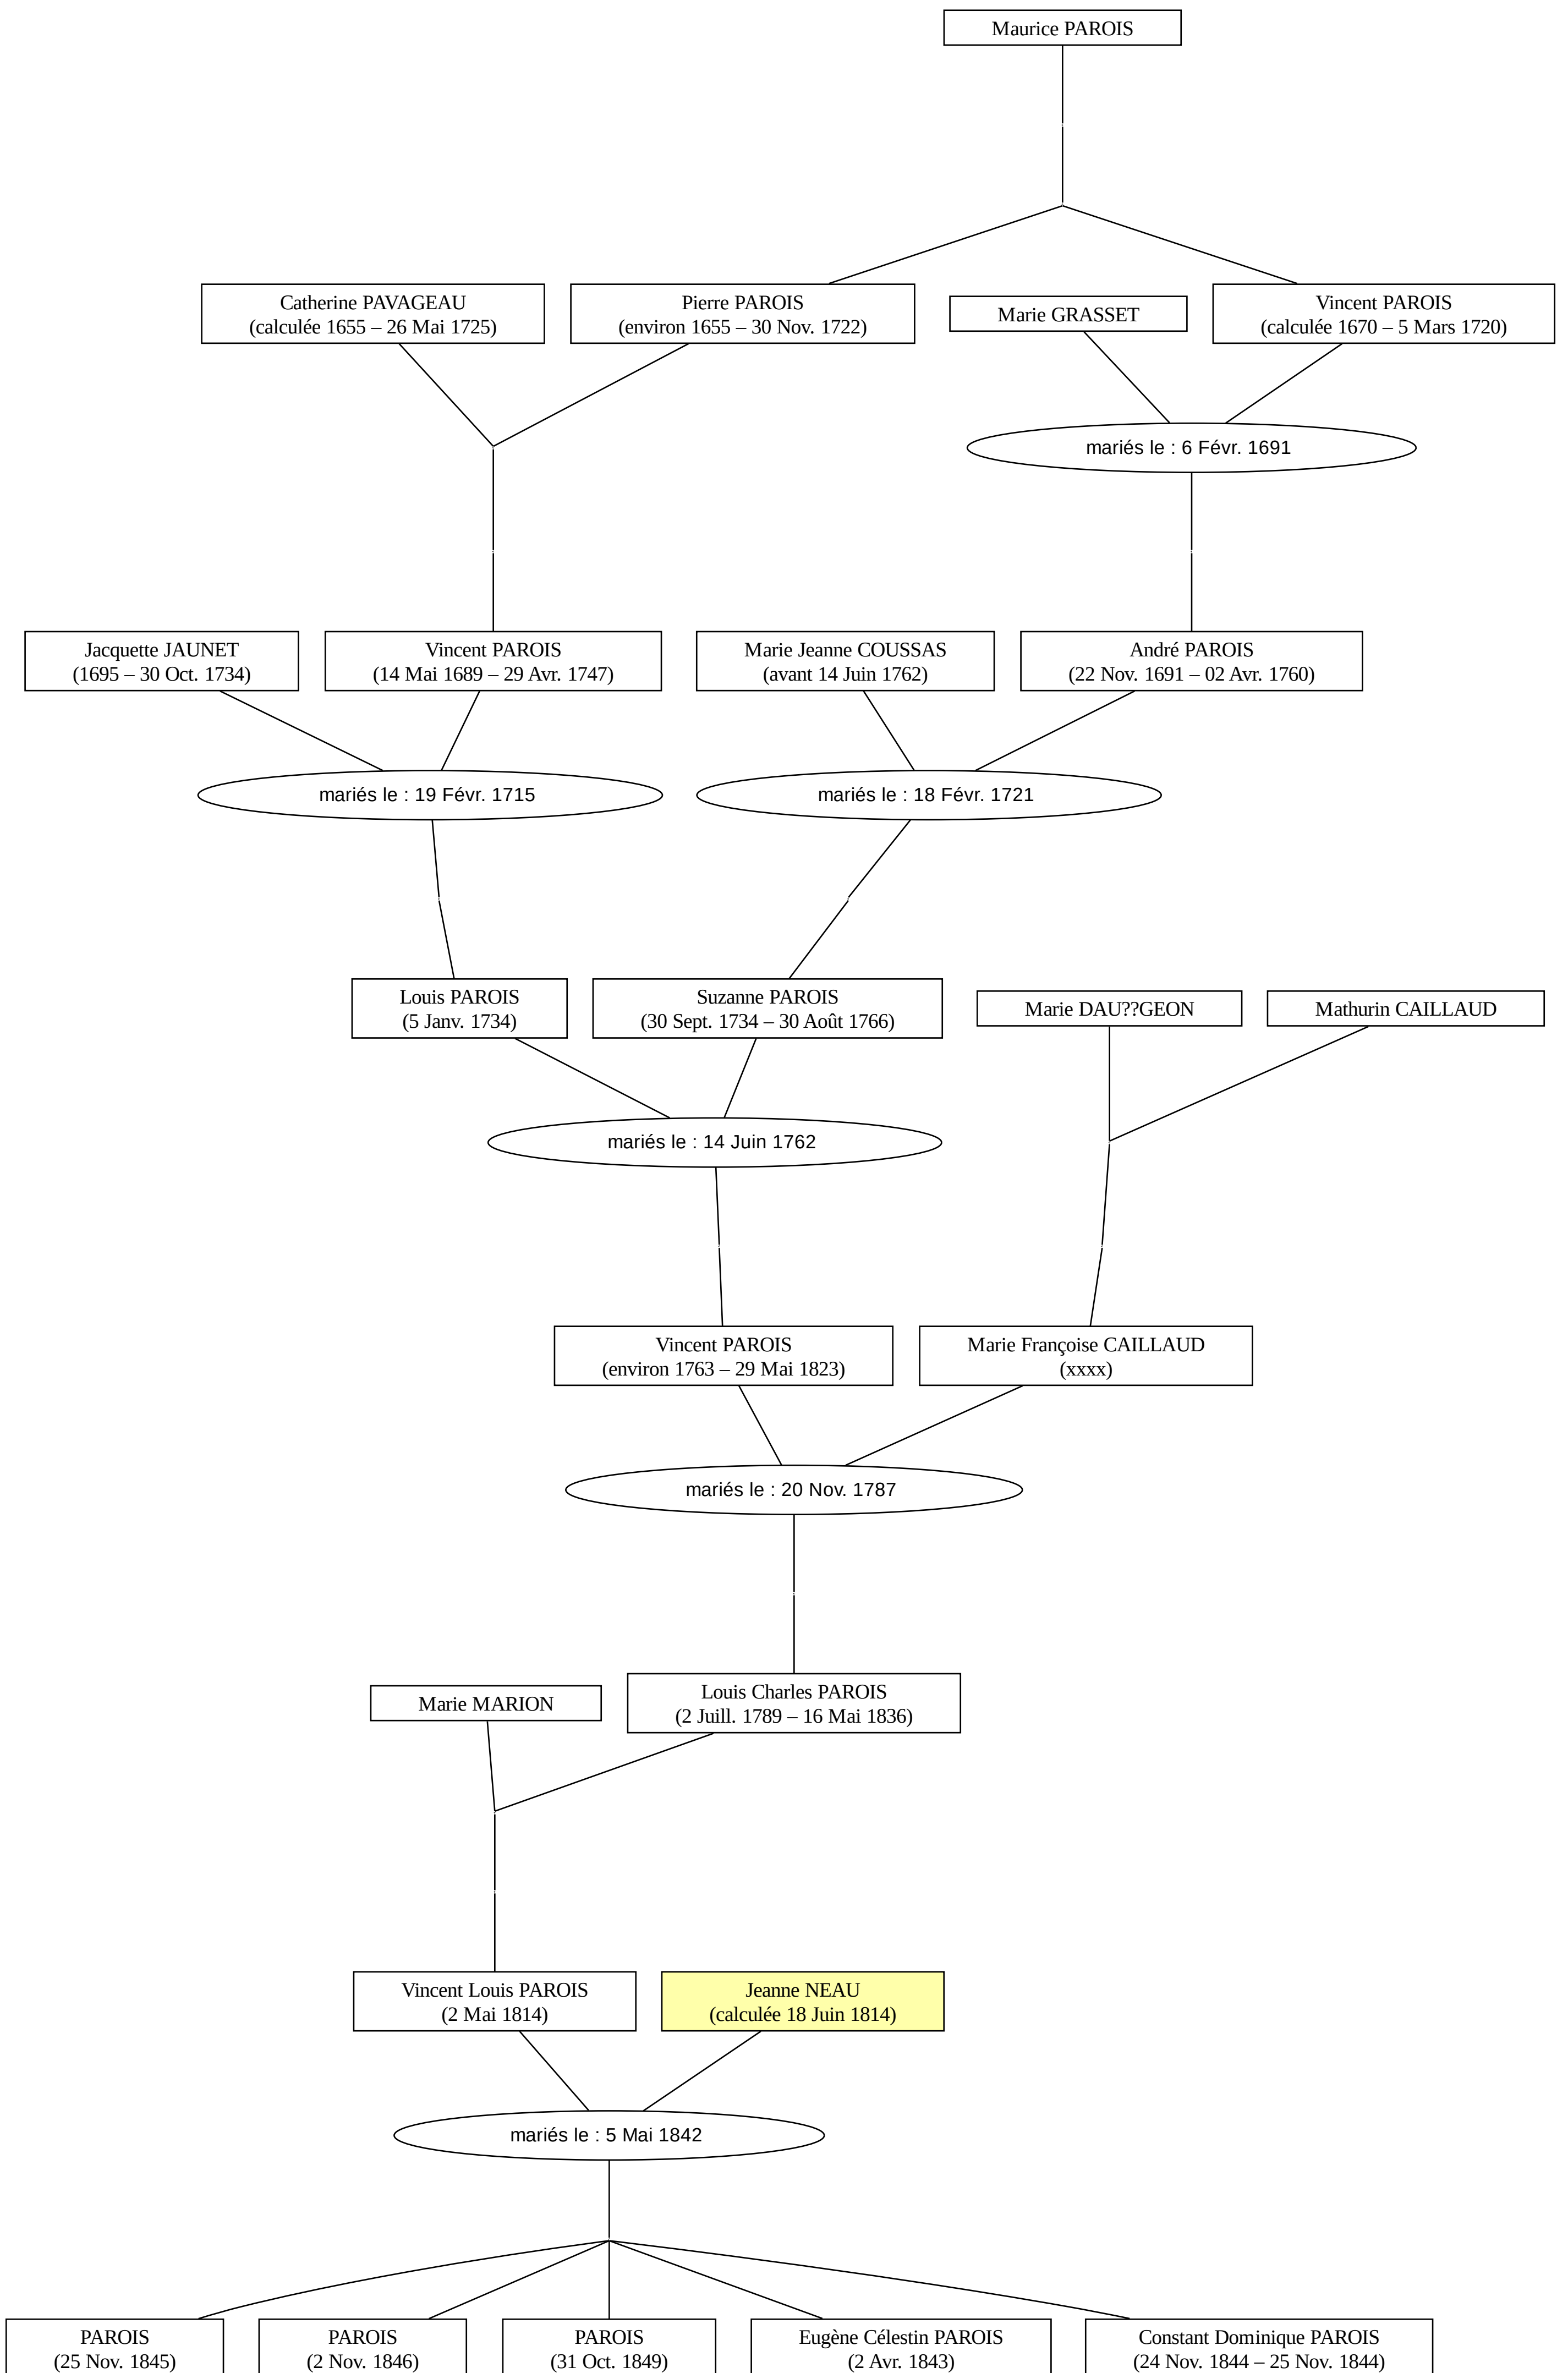 Maurice PAROIS
Catherine PAVAGEAU
(calculée 1655 – 26 Mai 1725)
Pierre PAROIS
(environ 1655 – 30 Nov. 1722)
Marie GRASSET
Vincent PAROIS
(calculée 1670 – 5 Mars 1720)
mariés le : 6 Févr. 1691
Jacquette JAUNET
(1695 – 30 Oct. 1734)
Vincent PAROIS
(14 Mai 1689 – 29 Avr. 1747)
Marie Jeanne COUSSAS
(avant 14 Juin 1762)
André PAROIS
(22 Nov. 1691 – 02 Avr. 1760)
mariés le : 19 Févr. 1715
mariés le : 18 Févr. 1721
Louis PAROIS
(5 Janv. 1734)
Suzanne PAROIS
(30 Sept. 1734 – 30 Août 1766)
Marie DAU??GEON
Mathurin CAILLAUD
mariés le : 14 Juin 1762
Vincent PAROIS
(environ 1763 – 29 Mai 1823)
Marie Françoise CAILLAUD
(xxxx)
mariés le : 20 Nov. 1787
Marie MARION
Louis Charles PAROIS
(2 Juill. 1789 – 16 Mai 1836)
Vincent Louis PAROIS
(2 Mai 1814)
Jeanne NEAU
(calculée 18 Juin 1814)
mariés le : 5 Mai 1842
PAROIS
(25 Nov. 1845)
PAROIS
(2 Nov. 1846)
PAROIS
(31 Oct. 1849)
Eugène Célestin PAROIS
(2 Avr. 1843)
Constant Dominique PAROIS
(24 Nov. 1844 – 25 Nov. 1844)